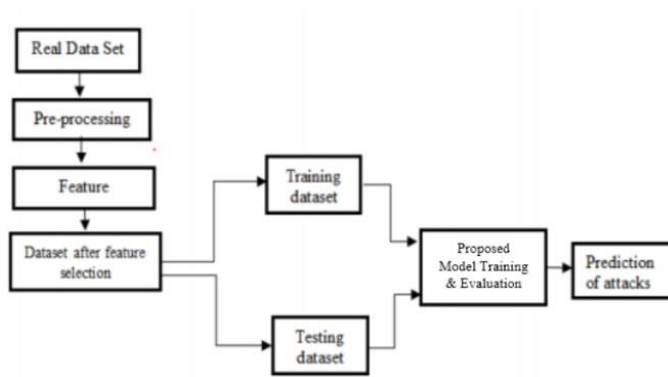 Real Data Set
Pre-processing
Feature
Dataset after feature
selection
Training
dataset
Testing
dataset
Proposed
Model Training
& Evaluation
Prediction
of attacks